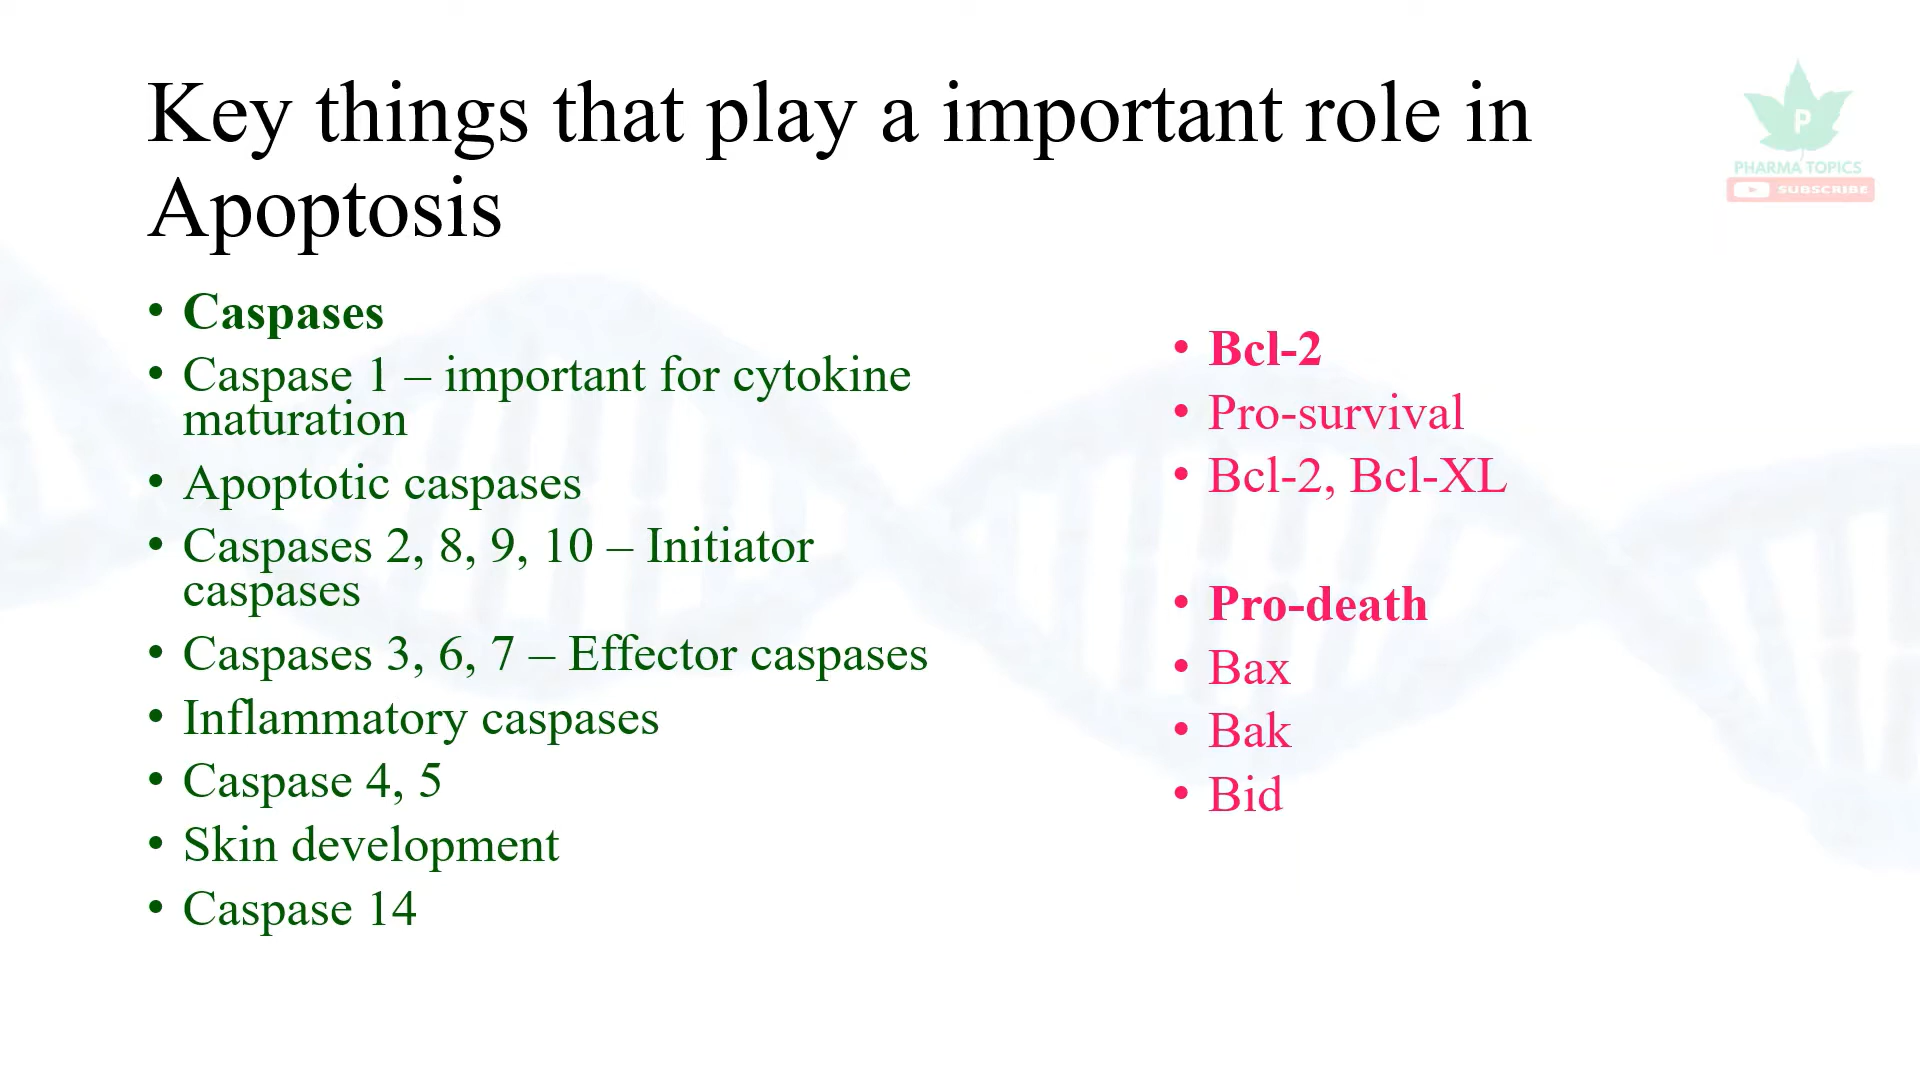 Key things that play a important role in
Apoptosis
P
PHARMA TOPICS
SUBSCRIBE
• Caspases
• Caspase 1 – important for cytokine
maturation
• Apoptotic caspases
• Caspases 2, 8, 9, 10 – Initiator
caspases
• Caspases 3, 6, 7 – Effector caspases
• Inflammatory caspases
• Caspase 4, 5
• Skin development
• Caspase 14
• Bcl-2
• Pro-survival
• Bcl-2, Bcl-XL
• Pro-death
• Bax
• Bak
• Bid